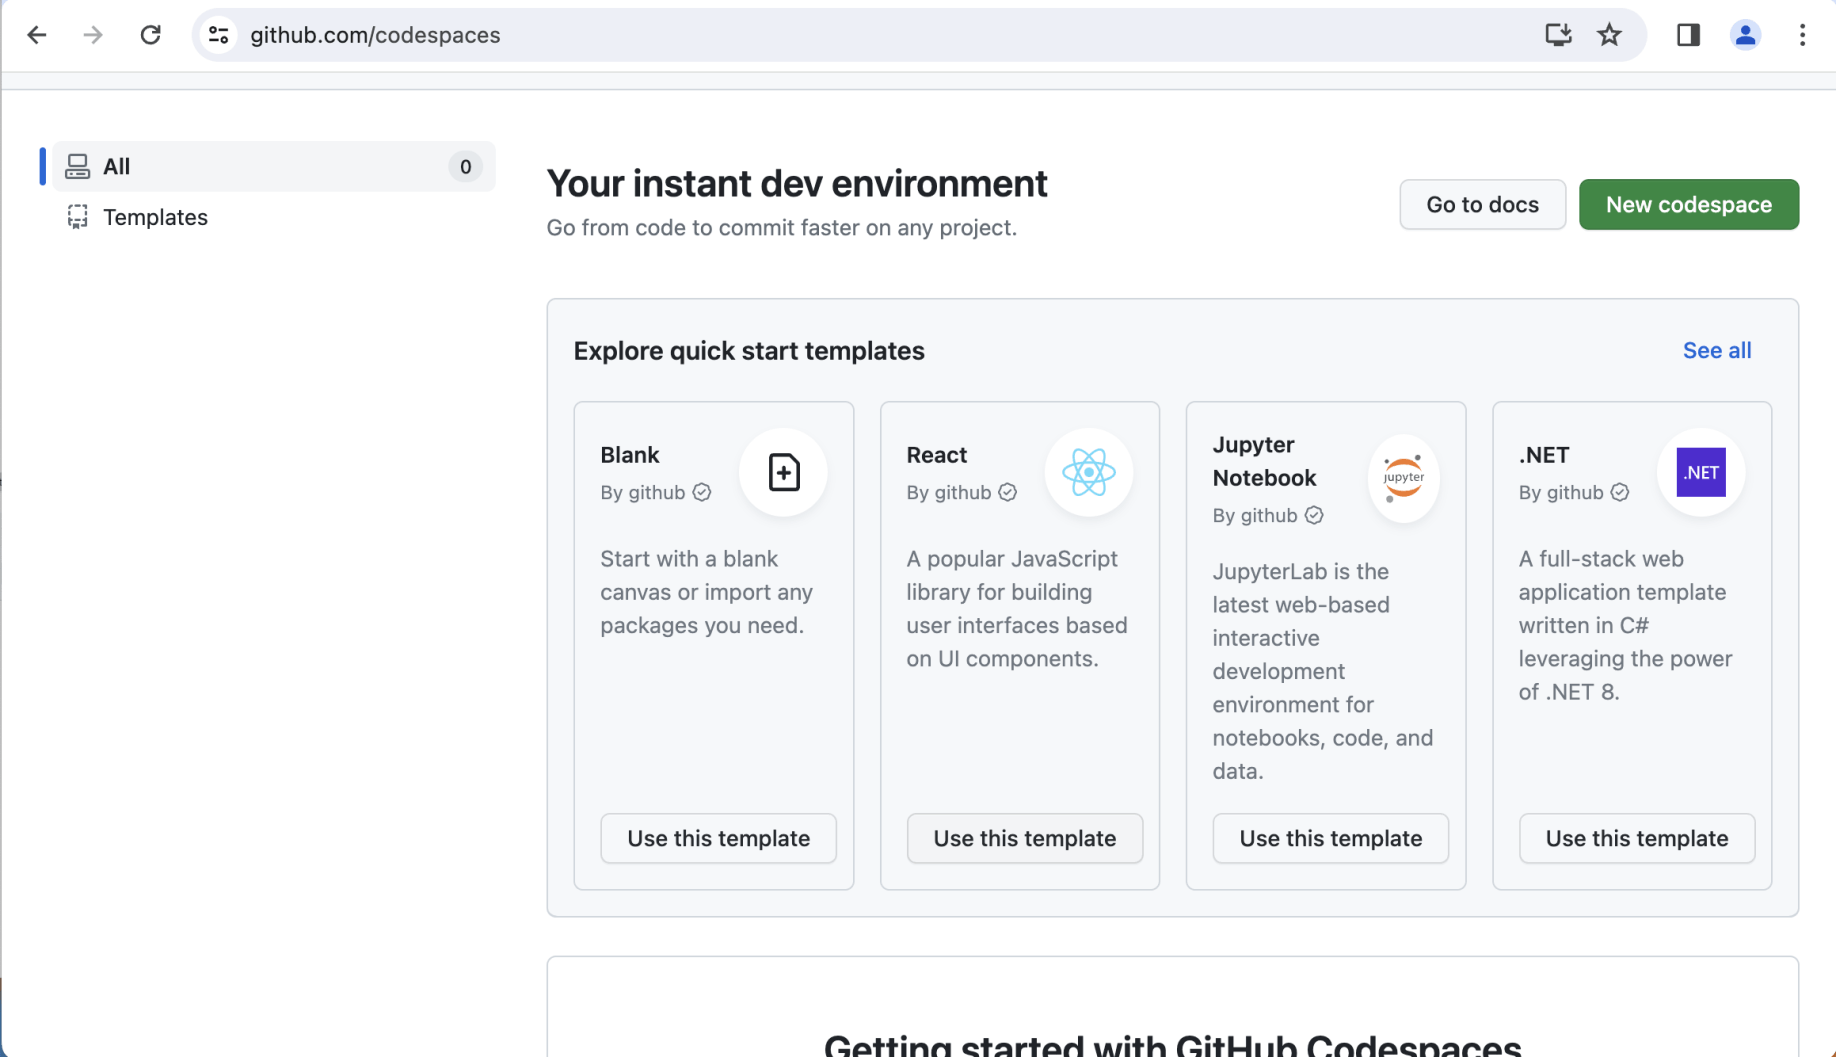 github.com/codespaces
All
0
Templates
Your instant dev environment
Go from code to commit faster on any project.
Go to docs
New codespace
Explore quick start templates
See all
Blank
By github
Start with a blank
canvas or import any
packages you need.
Use this template
React
By github
A popular JavaScript
library for building
user interfaces based
on UI components.
Use this template
Jupyter
Notebook
By github
jupyter
JupyterLab is the
latest web-based
interactive
development
environment for
notebooks, code, and
data.
Use this template
.NET
By github
.NET
A full-stack web
application template
written in C#
leveraging the power
of .NET 8.
Use this template
Getting started with GitHub Codespaces